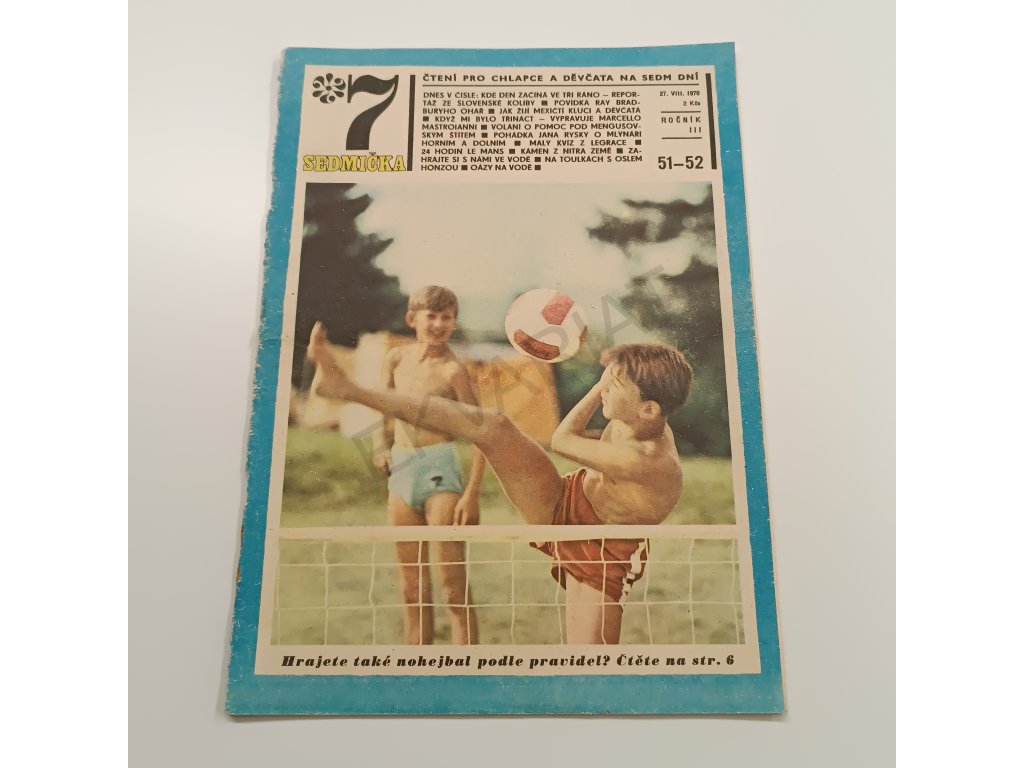 7
SEDMIČKA
ČTENÍ PRO CHLAPCE A DĚVČATA NA SEDM DNÍ
DNES V ČÍSLE: KDE DEN ZAČÍNÁ VE TŘI RÁNO – REPOR-
TÁŽ ZE SLOVENSKÉ KOLIBY ■ POVÍDKA RAY BRAD-
BURYHO OHAŘ ■ JAK ŽIJÍ MEXIČTÍ KLUCI A DĚVČATA
■ KDYŽ MI BYLO TŘINÁCT – VYPRAVUJE MARCELLO
MASTROIANNI ■ VOLÁNÍ O POMOC POD MENGUSOV-
SKÝM ŠTÍTEM ■ POHÁDKA JANA RYSKY O MLYNÁŘI
HORNÍM A DOLNÍM ■ MALÝ KVÍZ Z LEGRACE ■
24 HODIN LE MANS ■ KÁMEN Z NITRA ZEMĚ ■ ZA-
HRAJTE SI S NÁMI VE VODĚ ■ NA TOULKÁCH S OSLEM
HONZOU ■ OÁZY NA VODĚ ■
27. VIII. 1970
2 Kčs
ROČNÍK
III
51–52
ELVARIAT
Hrajete také nohejbal podle pravidel? Čtěte na str. 6